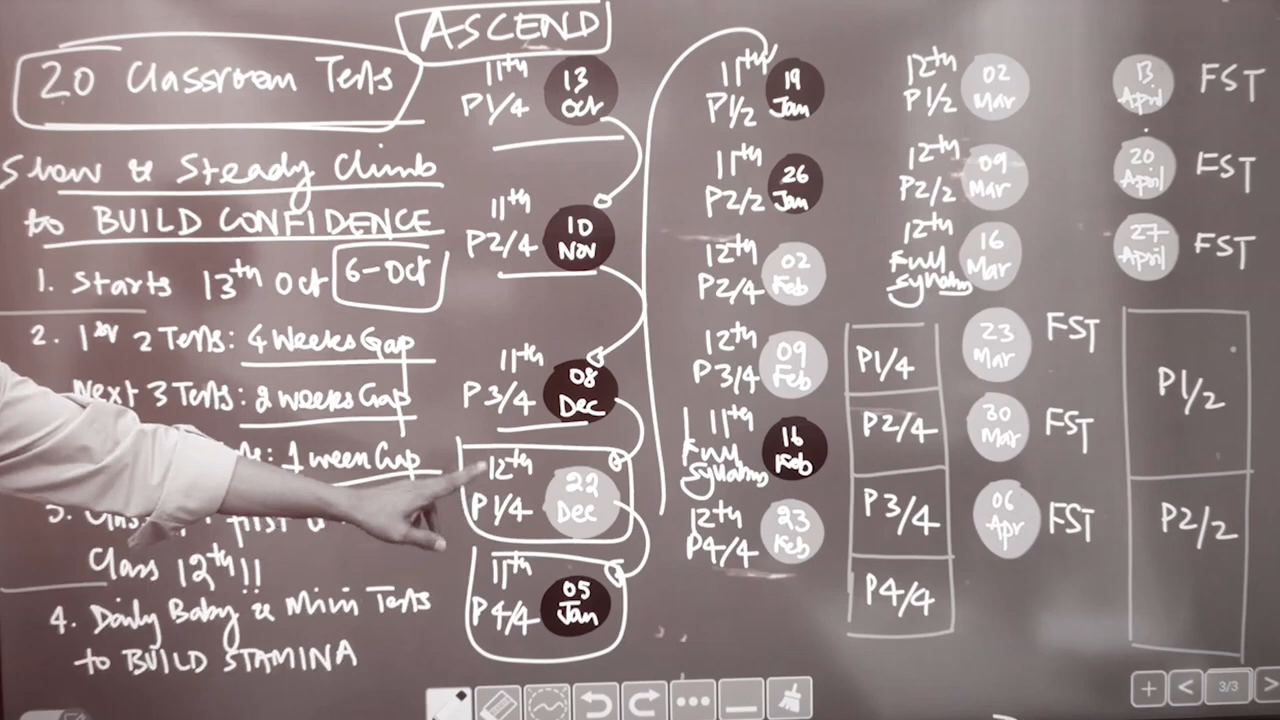 ASCEND
20 Classroom Tests
Slow & Steady Climb
to BUILD CONFIDENCE
1. Starts 13th Oct 6-Oct
2. 1st 2 Tests: 4 Weeks Gap
Next 3 Tests: 2 weeks Gap
1 week Gap
Class 12th!!
4. Daily Baby & Mini Tests
to BUILD STAMINA
11th
P1/4
13
Oct
11th
P2/4
10
Nov
11th
P3/4
08
Dec
12th
P1/4
22
Dec
11th
P4/4
05
Jan
11th
P1/2
19
Jan
11th
P2/2
26
Jan
12th
P2/4
02
Feb
12th
P3/4
09
Feb
11th
Full
Syllabus
16
Feb
12th
P4/4
23
Feb
P1/4
P2/4
P3/4
P4/4
12th
P1/2
02
Mar
12th
P2/2
09
Mar
12th
Full
Syllabus
16
Mar
23
Mar
FST
30
Mar
FST
06
Apr
FST
13
April
FST
20
April
FST
27
April
FST
P1/2
P2/2
3/3